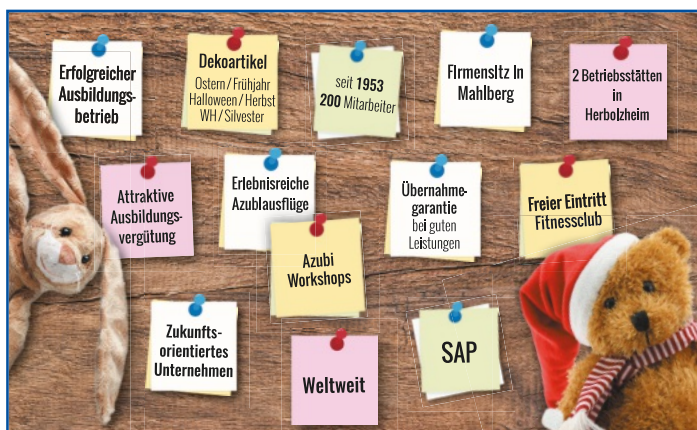 Erfolgreicher
Ausbildungs-
betrieb
Dekoartikel
Ostern / Frühjahr
Halloween / Herbst
WH / Silvester
seit 1953
200 Mitarbeiter
FIrmensItz In
Mahlberg
2 Betriebsstätten
in
Herbolzheim
Attraktive
Ausbildungs-
vergütung
Erlebnisreiche
AzubIausflüge
Übernahme-
garantie
bei guten
Leistungen
Freier Eintritt
Fitnessclub
Azubi
Workshops
Zukunfts-
orientiertes
Unternehmen
Weltweit
SAP